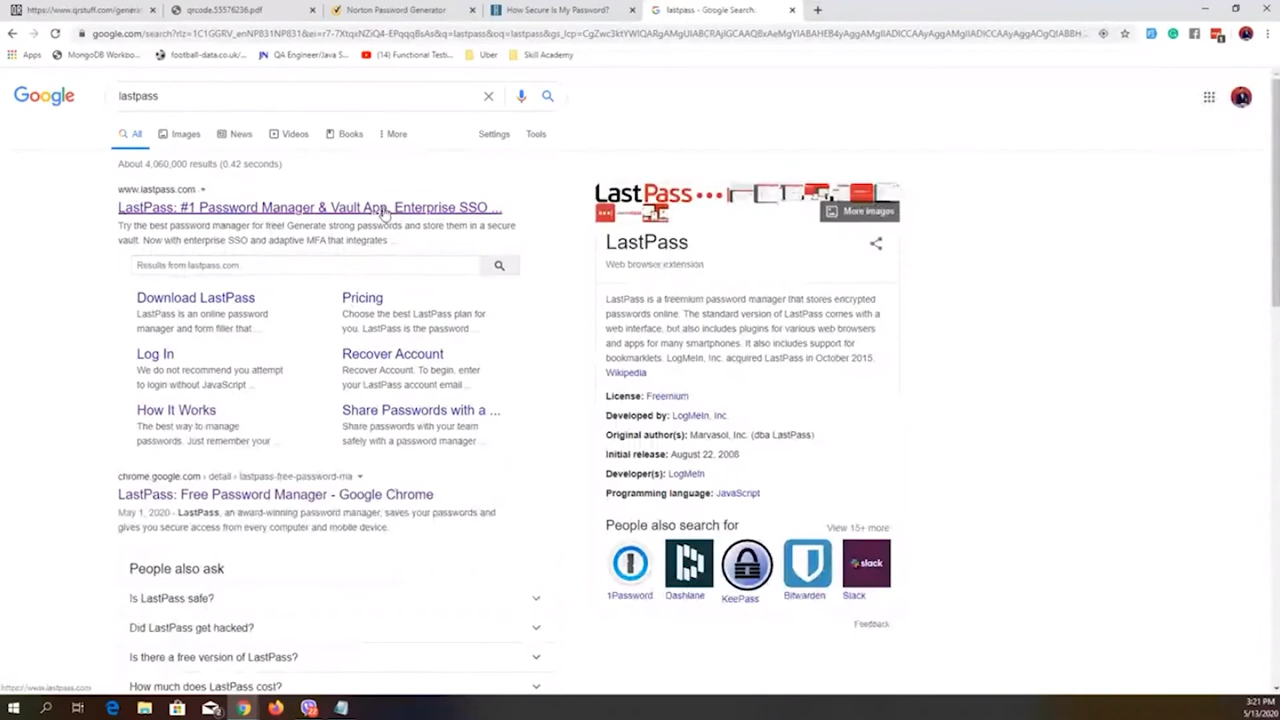 https://www.qrstuff.com/genera
qrcode.55576236.pdf
Norton Password Generator
How Secure Is My Password?
lastpass - Google Search
Apps
MongoDB Workbo...
football-data.co.uk/...
QA Engineer/Java S...
(14) Functional Testi...
Uber
Skill Academy
Google
lastpass
All
Images
News
Videos
Books
More
Settings
Tools
About 4,060,000 results (0.42 seconds)
www.lastpass.com
LastPass: #1 Password Manager & Vault App, Enterprise SSO ...
Try the best password manager for free! Generate strong passwords and store them in a secure
vault. Now with enterprise SSO and adaptive MFA that integrates ...
Results from lastpass.com
Download LastPass
LastPass is an online password
manager and form filler that ...
Pricing
Choose the best LastPass plan for
you. LastPass is the password ...
Log In
We do not recommend you attempt
to login without JavaScript ...
Recover Account
Recover Account. To begin, enter
your LastPass account email ...
How It Works
The best way to manage
passwords. Just remember your ...
Share Passwords with a ...
Share passwords with your team
safely with a password manager ...
chrome.google.com › detail › lastpass-free-password-ma
LastPass: Free Password Manager - Google Chrome
May 1, 2020 - LastPass, an award-winning password manager, saves your passwords and
gives you secure access from every computer and mobile device.
People also ask
Is LastPass safe?
Did LastPass get hacked?
Is there a free version of LastPass?
How much does LastPass cost?
LastPass
More images
LastPass
Web browser extension
LastPass is a freemium password manager that stores encrypted
passwords online. The standard version of LastPass comes with a
web interface, but also includes plugins for various web browsers
and apps for many smartphones. It also includes support for
bookmarklets. LogMeIn, Inc. acquired LastPass in October 2015.
Wikipedia
License: Freemium
Developed by: LogMeIn, Inc.
Original author(s): Marvasol, Inc. (dba LastPass)
Initial release: August 22, 2008
Developer(s): LogMeIn
Programming language: JavaScript
People also search for
View 15+ more
slack
1Password
Dashlane
KeePass
Bitwarden
Slack
Feedback
https://www.lastpass.com
3:21 PM
5/13/2020